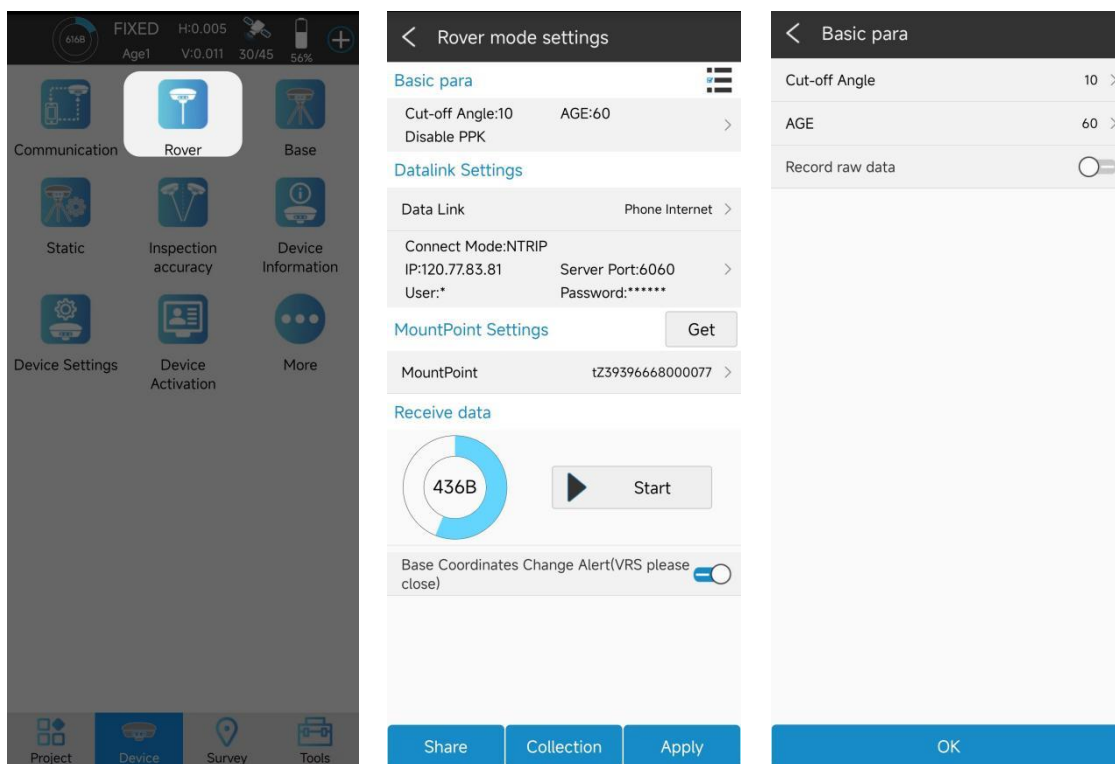 616B
FIXED H:0.005
Age1 V:0.011 30/45 56%
Communication Rover Base
Static Inspection Device
accuracy Information
Device Settings Device More
Activation
Project Device Survey Tools
Rover mode settings
Basic para
Cut-off Angle:10 AGE:60
Disable PPK
Datalink Settings
Data Link Phone Internet
Connect Mode:NTRIP
IP:120.77.83.81 Server Port:6060
User:* Password:******
MountPoint Settings Get
MountPoint tZ39396668000077
Receive data
436B Start
Base Coordinates Change Alert(VRS please
close)
Share Collection Apply
Basic para
Cut-off Angle 10
AGE 60
Record raw data
OK